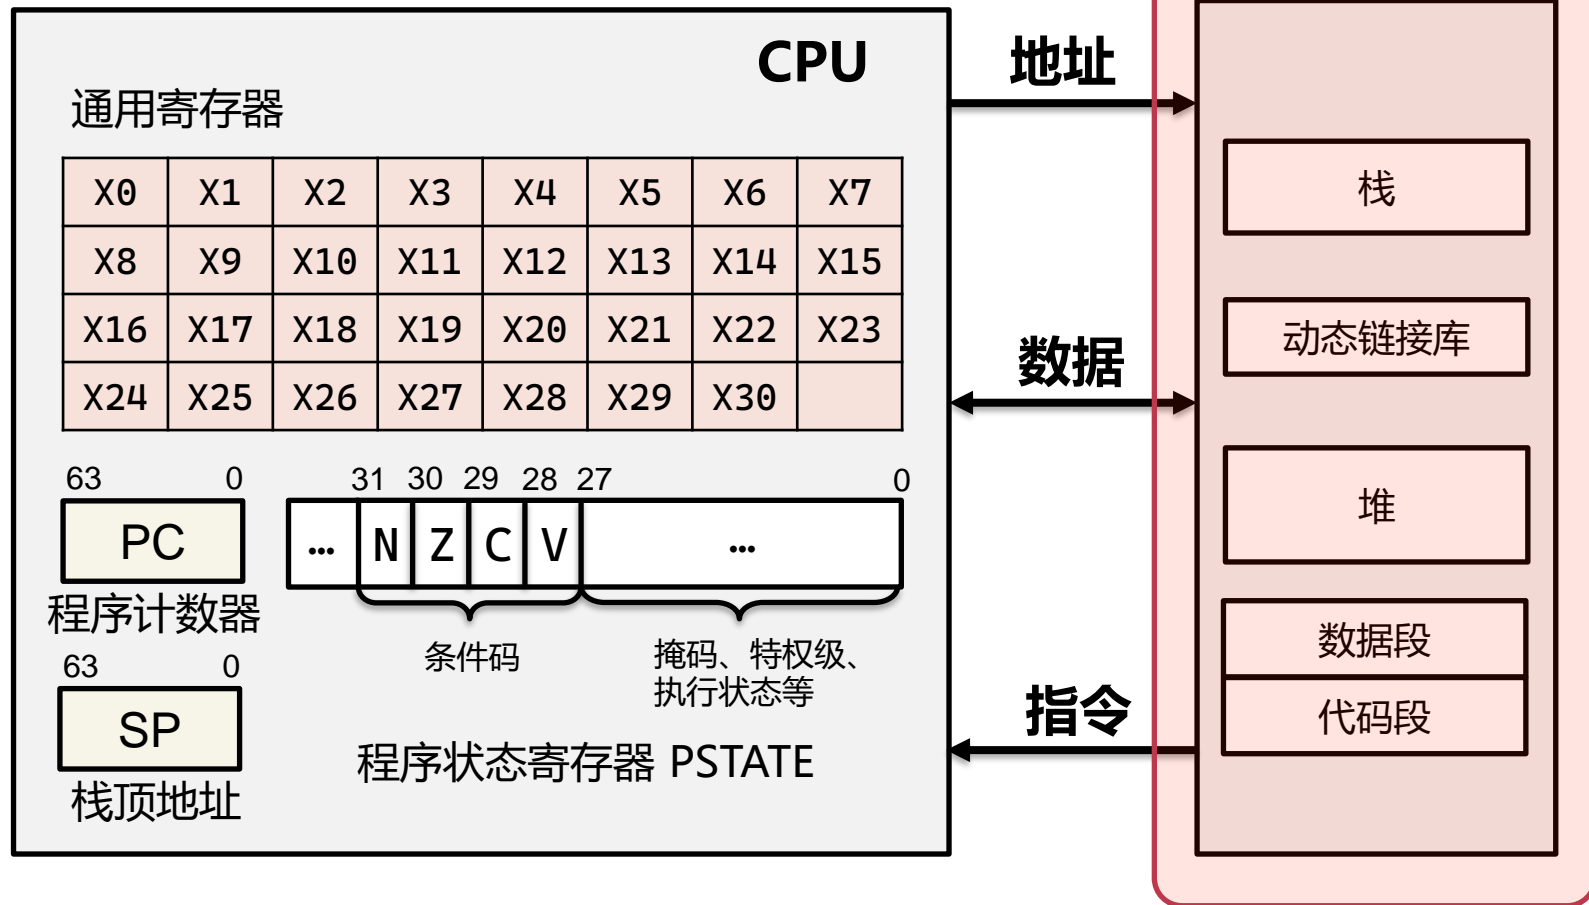 CPU
通用寄存器
X0 X1 X2 X3 X4 X5 X6 X7
X8 X9 X10 X11 X12 X13 X14 X15
X16 X17 X18 X19 X20 X21 X22 X23
X24 X25 X26 X27 X28 X29 X30
63 0
PC
程序计数器
63 0
SP
栈顶地址
31 30 29 28 27 0
… N Z C V …
条件码
掩码、特权级、
执行状态等
程序状态寄存器 PSTATE
地址
数据
指令
栈
动态链接库
堆
数据段
代码段